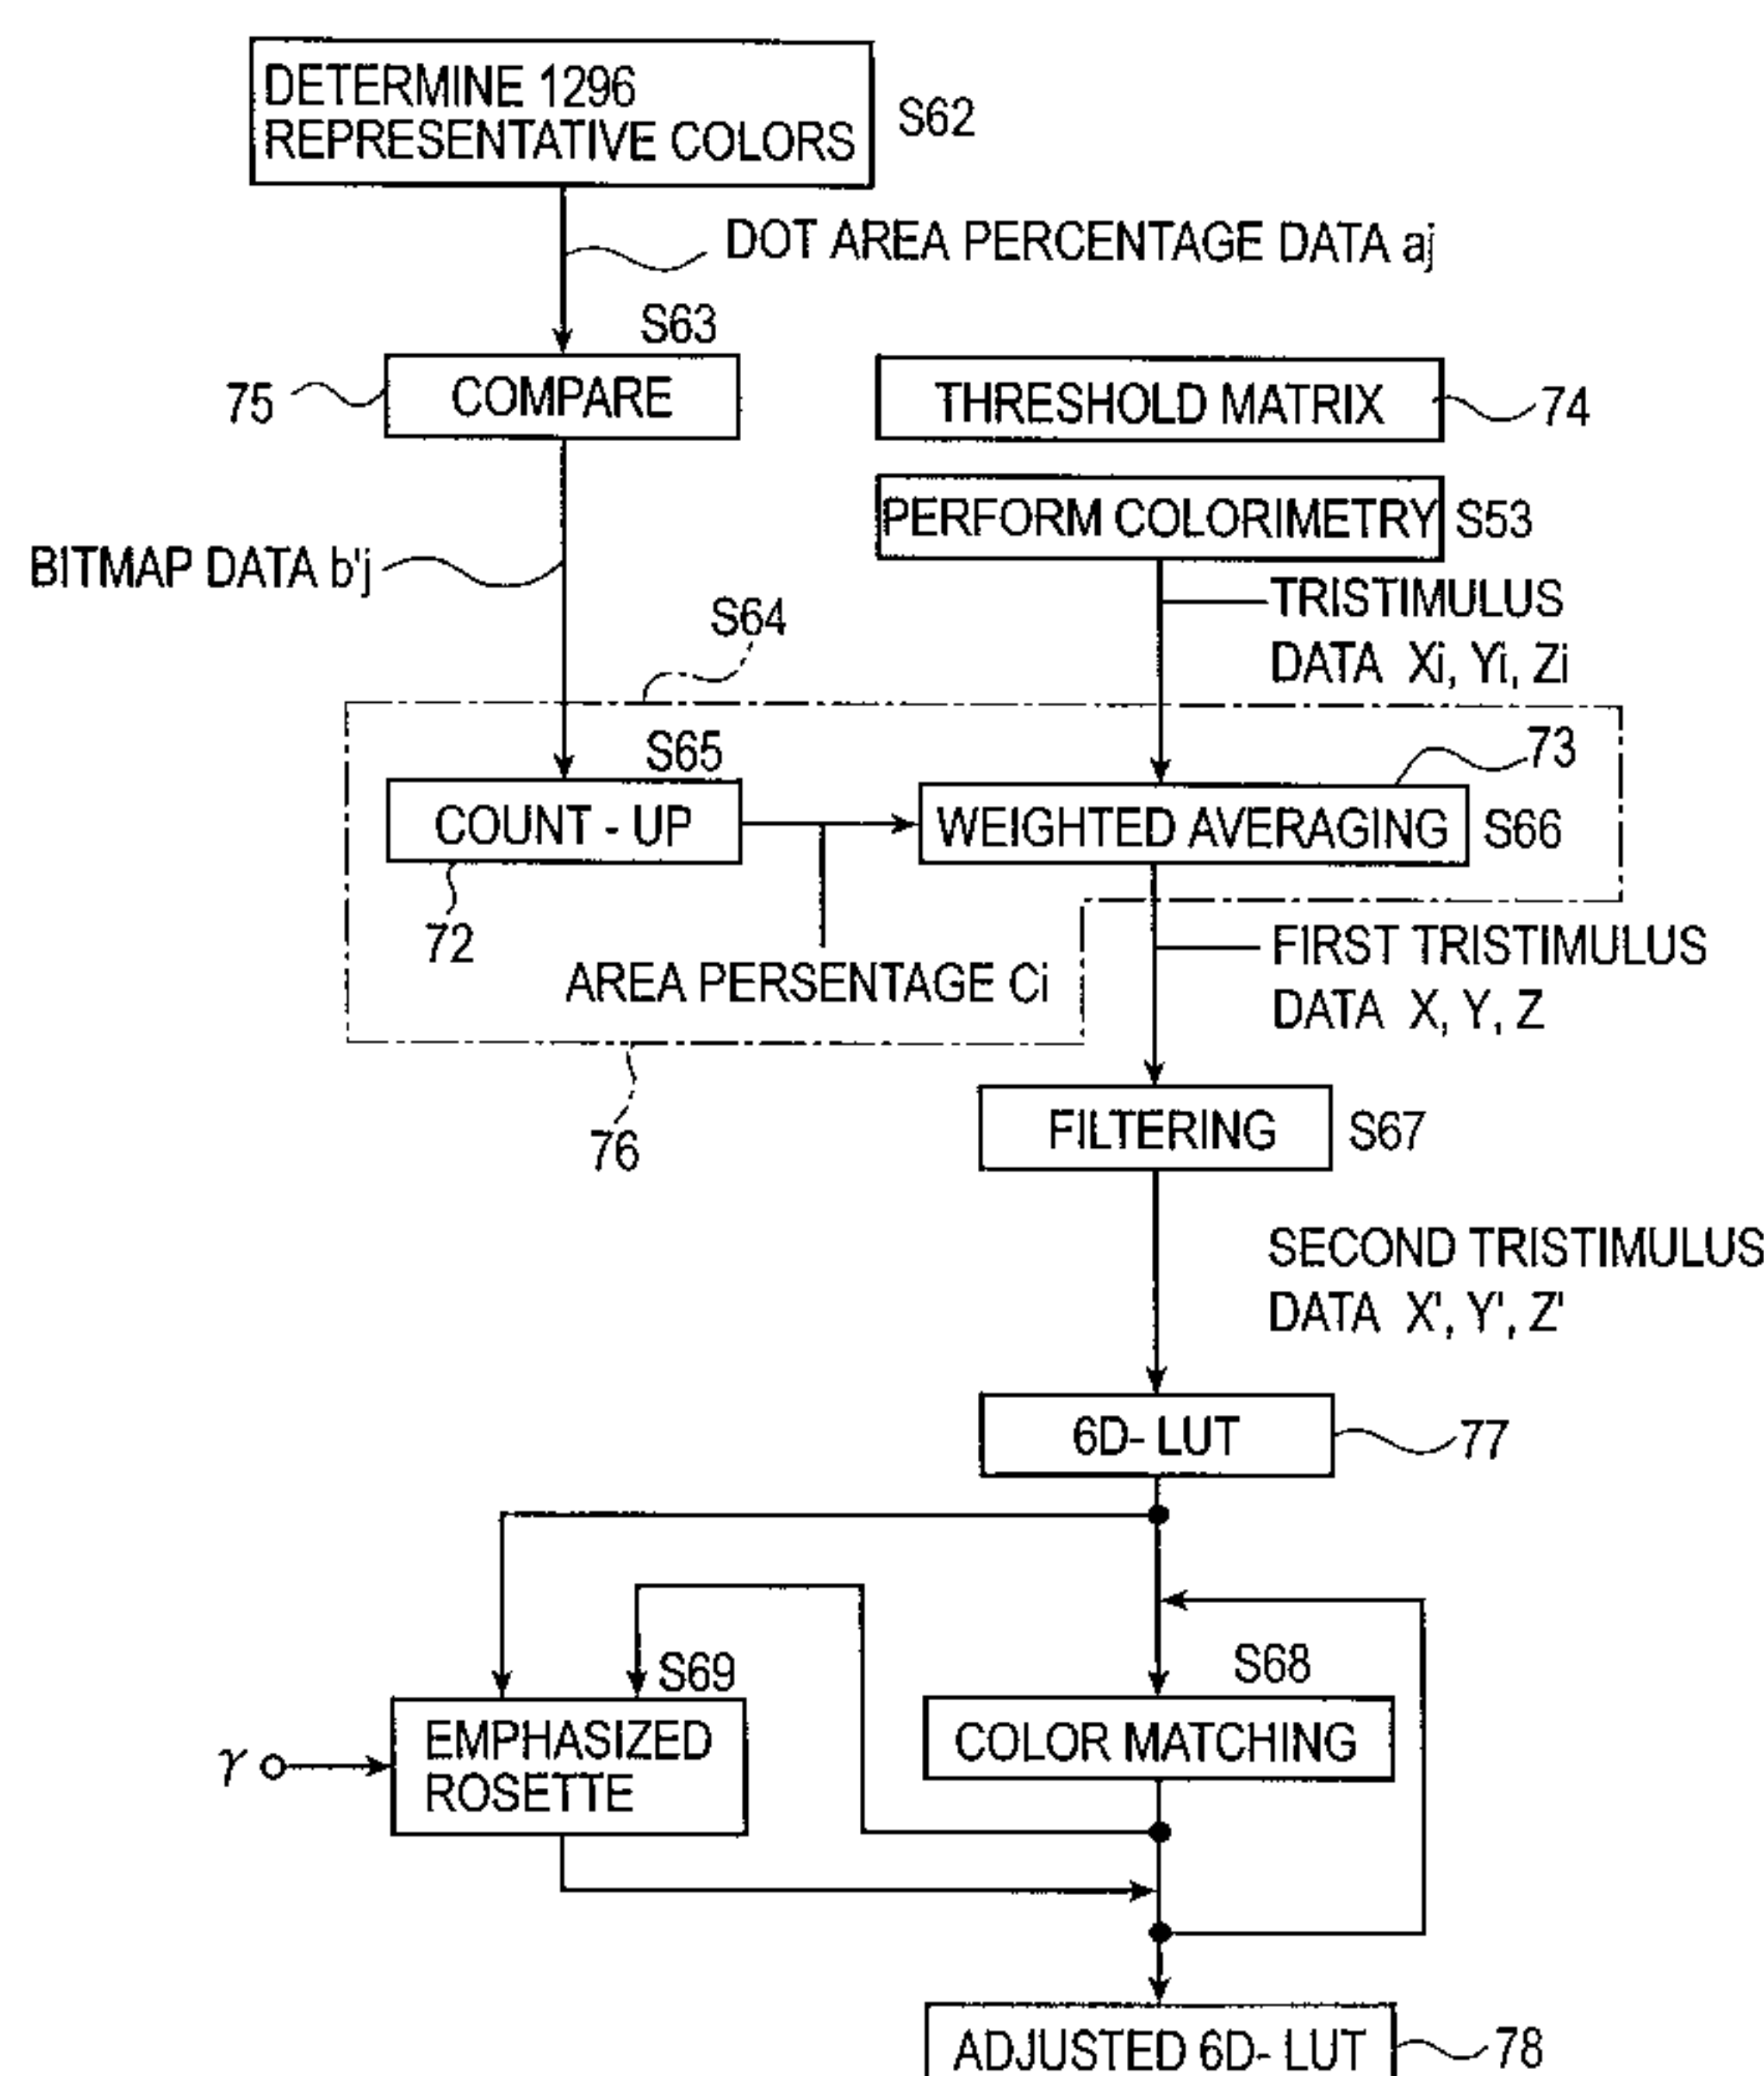 DETERMINE 1296
REPRESENTATIVE COLORS
S62
DOT AREA PERCENTAGE DATA aj
S63
75
COMPARE
THRESHOLD MATRIX
74
PERFORM COLORIMETRY
S53
BITMAP DATA b'j
TRISTIMULUS
DATA Xi, Yi, Zi
S64
S65
73
COUNT - UP
WEIGHTED AVERAGING
S66
72
AREA PERSENTAGE Ci
FIRST TRISTIMULUS
DATA X, Y, Z
76
FILTERING
S67
SECOND TRISTIMULUS
DATA X', Y', Z'
6D- LUT
77
S69
S68
γ
EMPHASIZED
ROSETTE
COLOR MATCHING
ADJUSTED 6D- LUT
78